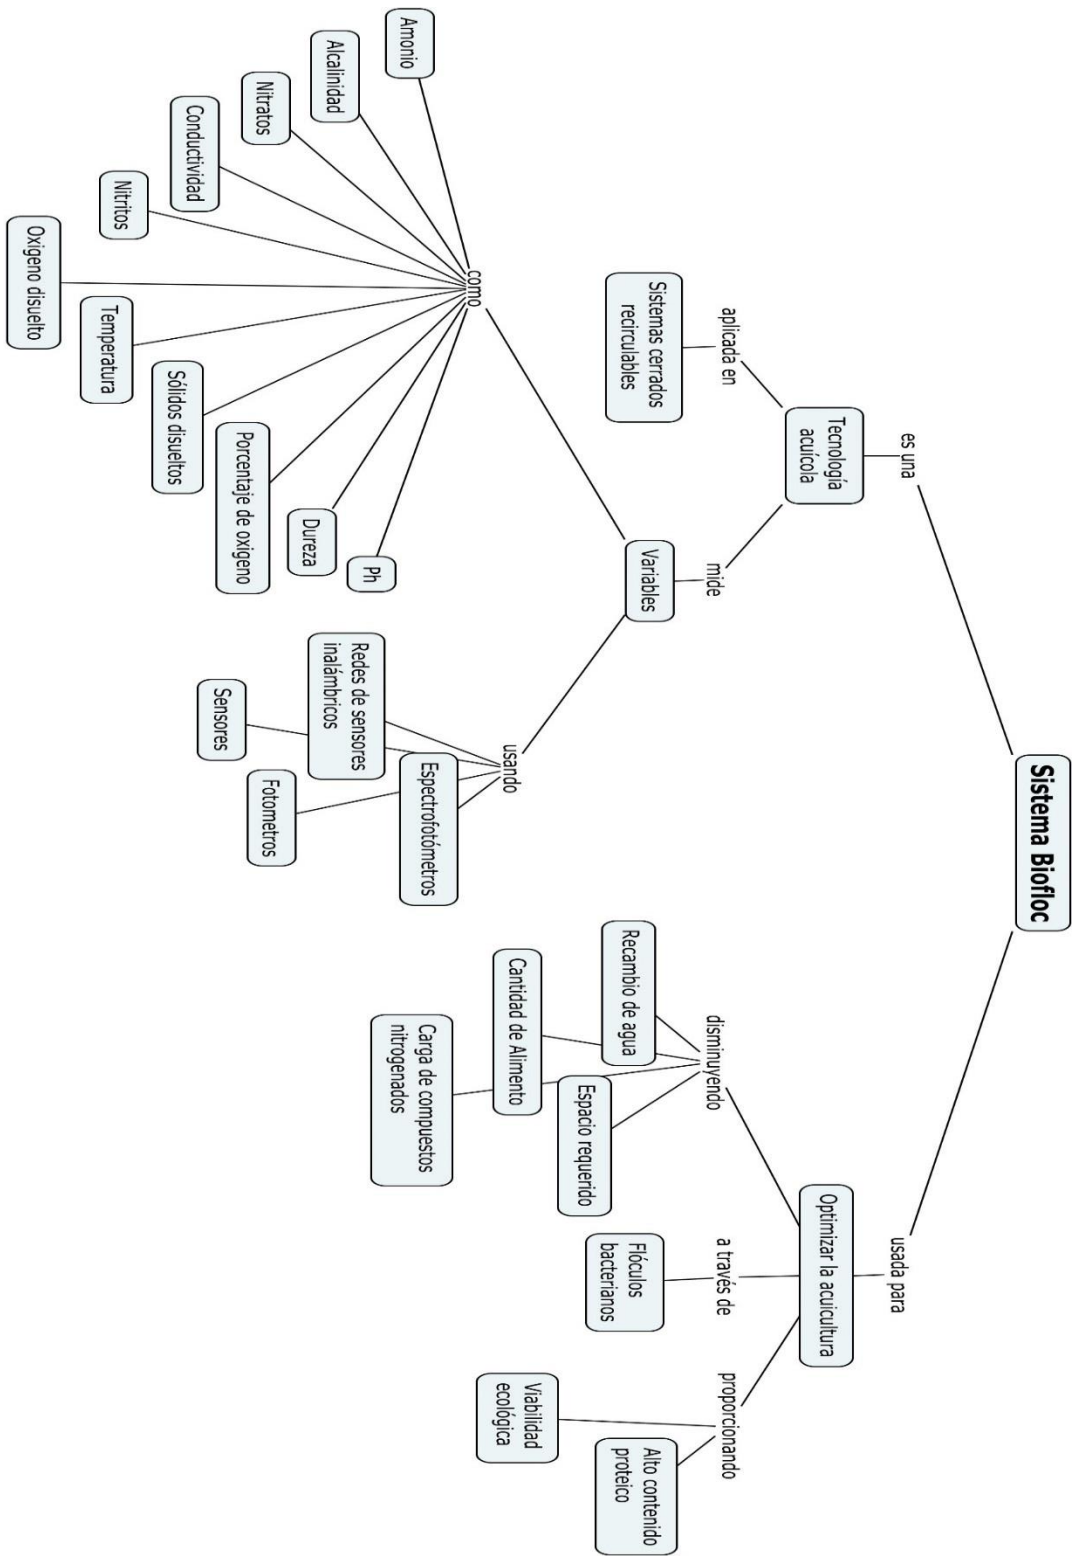 Sistema Biofloc
es una
Tecnología
acuícola
aplicada en
Sistemas cerrados
recirculables
mide
Variables
como
Amonio
Alcalinidad
Nitratos
Conductividad
Nitritos
Oxigeno disuelto
Temperatura
Sólidos disueltos
Porcentaje de oxigeno
Dureza
Ph
usando
Redes de sensores
inalámbricos
Sensores
Fotometros
Espectrofotómetros
usada para
Optimizar la acuicultura
disminuyendo
Recambio de agua
Cantidad de Alimento
Carga de compuestos
nitrogenados
Espacio requerido
a través de
Flóculos
bacterianos
proporcionando
Viabilidad
ecológica
Alto contenido
proteico